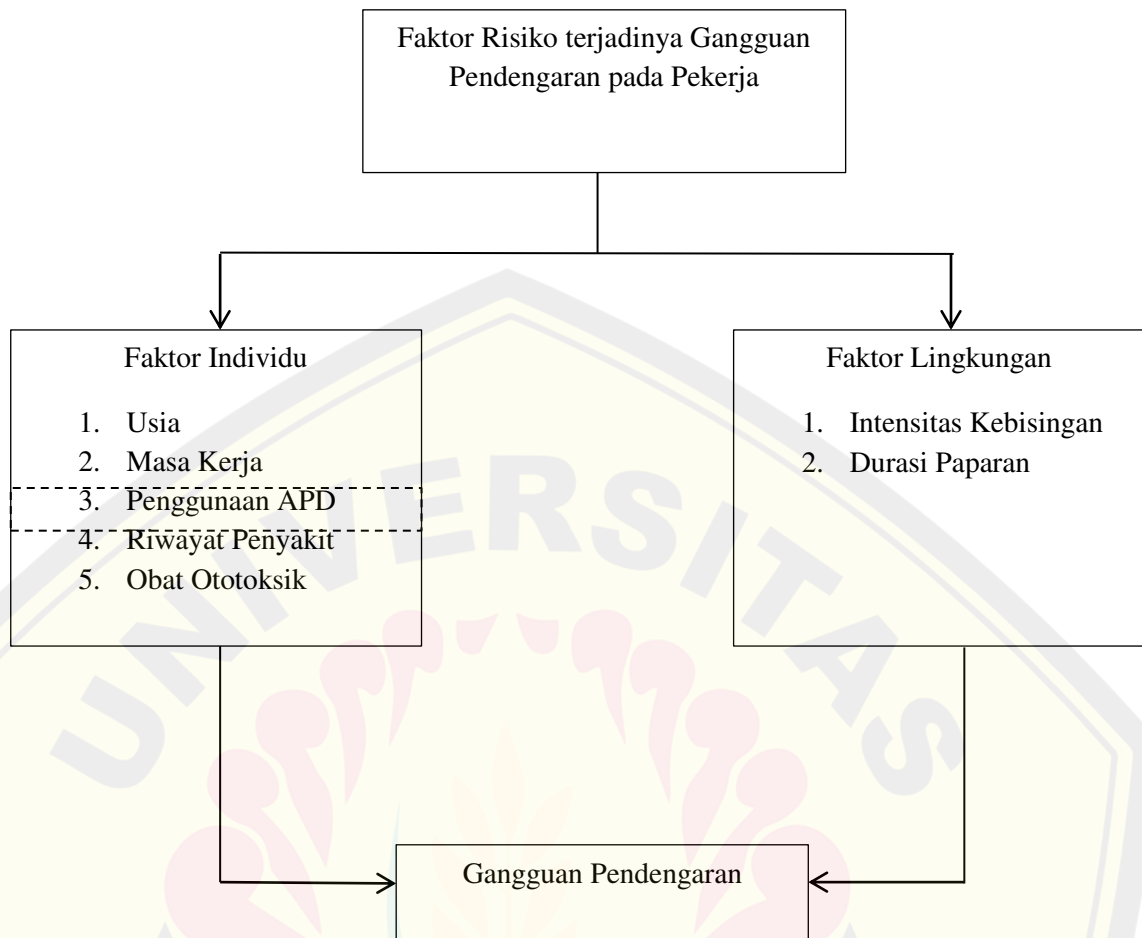 Faktor Risiko terjadinya Gangguan
Pendengaran pada Pekerja
Faktor Individu
1. Usia
2. Masa Kerja
3. Penggunaan APD
4. Riwayat Penyakit
5. Obat Ototoksik
Faktor Lingkungan
1. Intensitas Kebisingan
2. Durasi Paparan
UNIVERSITAS
Gangguan Pendengaran